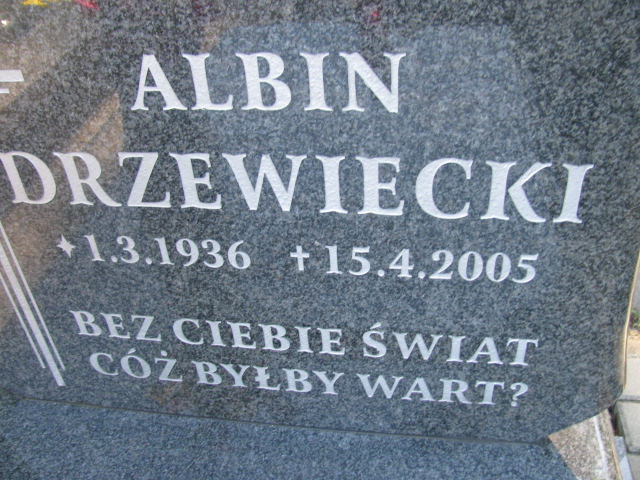 ALBIN
DRZEWIECKI
✦1.3.1936 ✝15.4.2005
BEZ CIEBIE ŚWIAT
CÓŻ BYŁBY WART?